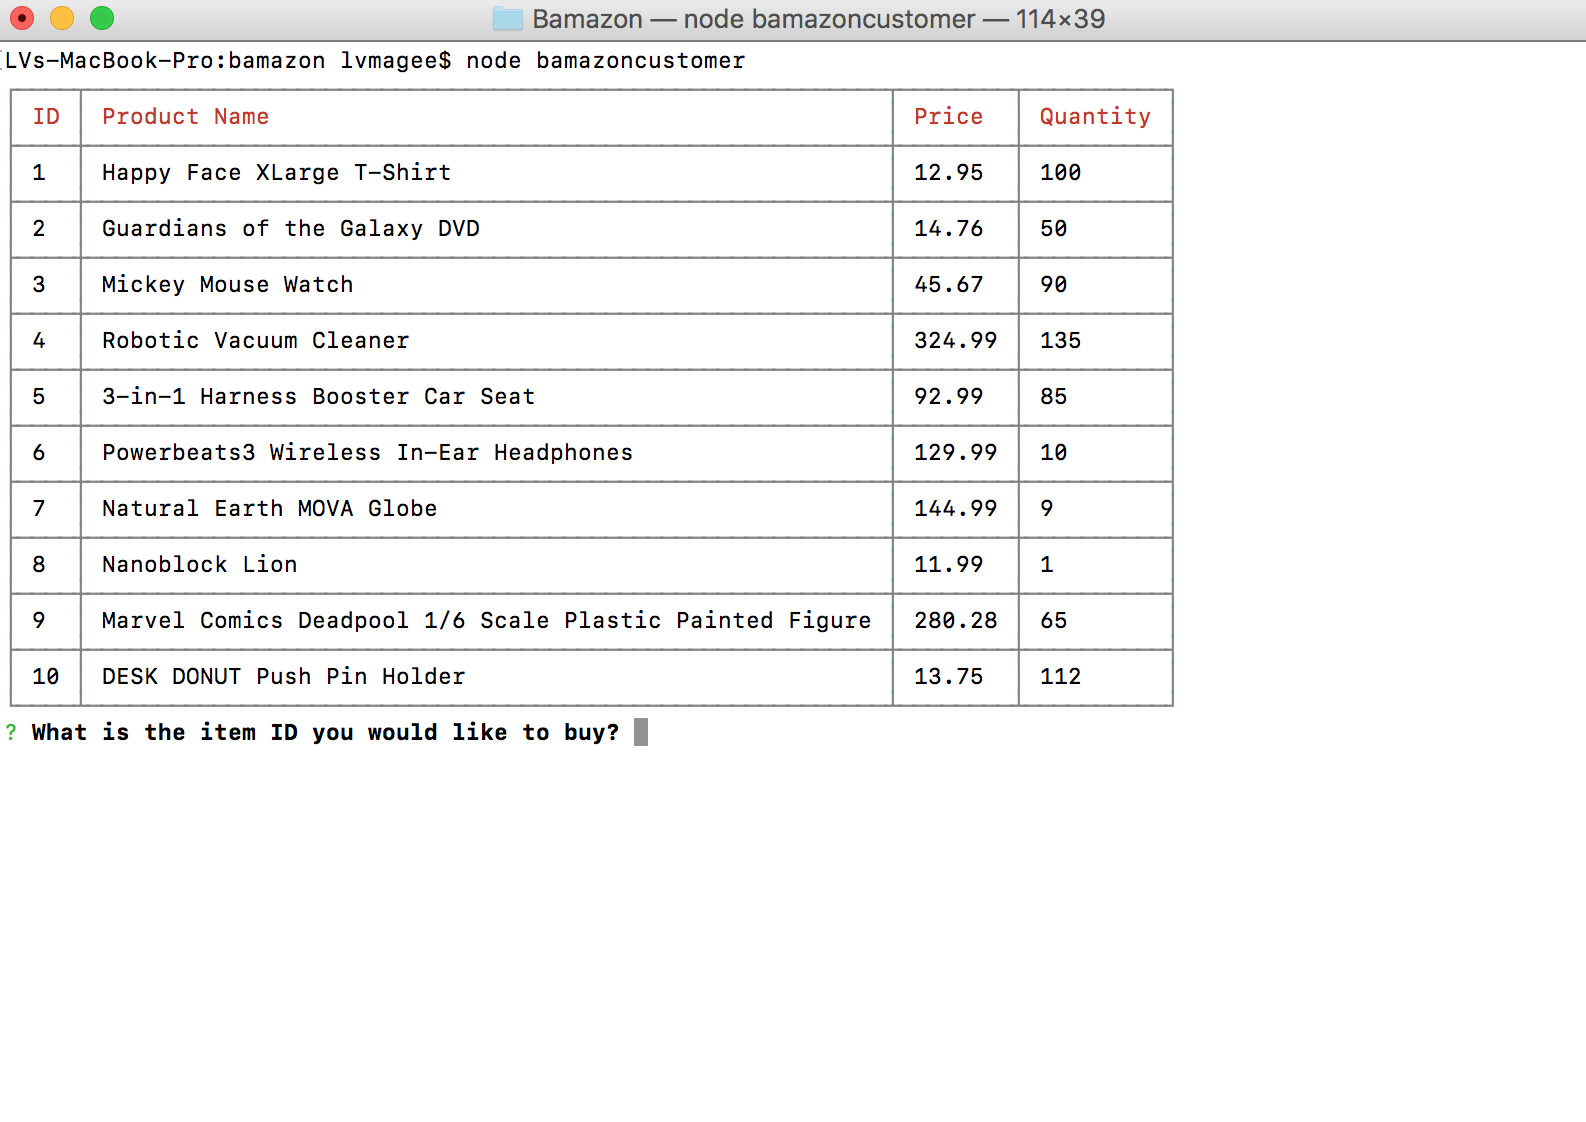 Bamazon — node bamazoncustomer — 114×39
LVs-MacBook-Pro:bamazon lvmagee$ node bamazoncustomer
ID Product Name Price Quantity
1 Happy Face XLarge T-Shirt 12.95 100
2 Guardians of the Galaxy DVD 14.76 50
3 Mickey Mouse Watch 45.67 90
4 Robotic Vacuum Cleaner 324.99 135
5 3-in-1 Harness Booster Car Seat 92.99 85
6 Powerbeats3 Wireless In-Ear Headphones 129.99 10
7 Natural Earth MOVA Globe 144.99 9
8 Nanoblock Lion 11.99 1
9 Marvel Comics Deadpool 1/6 Scale Plastic Painted Figure 280.28 65
10 DESK DONUT Push Pin Holder 13.75 112
? What is the item ID you would like to buy?